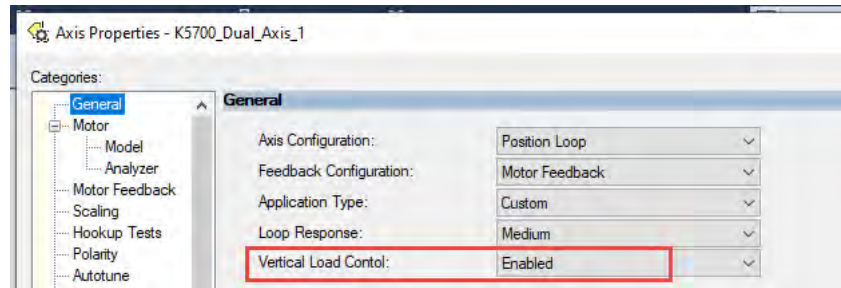 Axis Properties - K5700_Dual_Axis_1
Categories:
General
Motor
Model
Analyzer
Motor Feedback
Scaling
Hookup Tests
Polarity
Autotune
General
Axis Configuration: Position Loop
Feedback Configuration: Motor Feedback
Application Type: Custom
Loop Response: Medium
Vertical Load Contol: Enabled